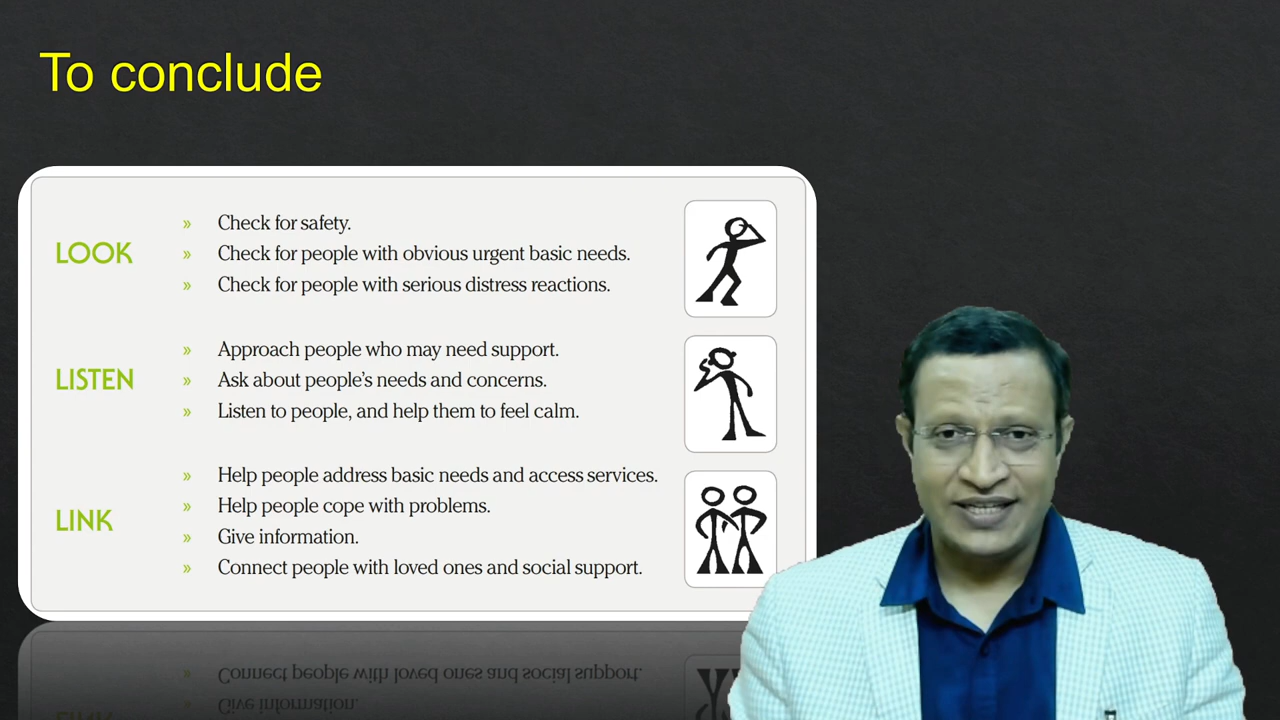 To conclude
LOOK
» Check for safety.
» Check for people with obvious urgent basic needs.
» Check for people with serious distress reactions.
LISTEN
» Approach people who may need support.
» Ask about people’s needs and concerns.
» Listen to people, and help them to feel calm.
LINK
» Help people address basic needs and access services.
» Help people cope with problems.
» Give information.
» Connect people with loved ones and social support.